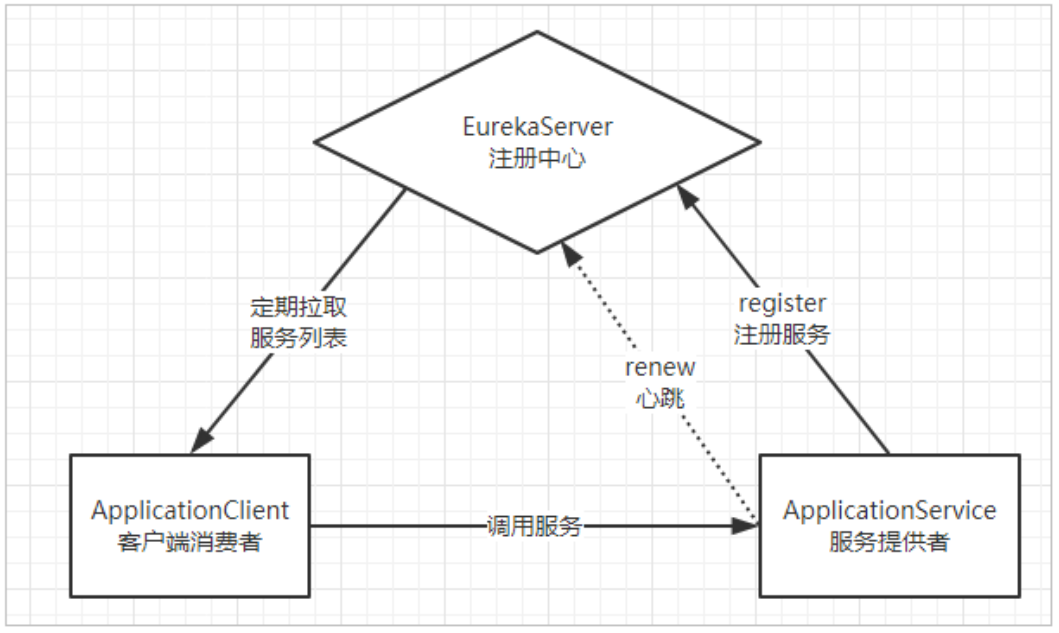 EurekaServer
注册中心
定期拉取
服务列表
register
注册服务
renew
心跳
ApplicationClient
客户端消费者
调用服务
ApplicationService
服务提供者